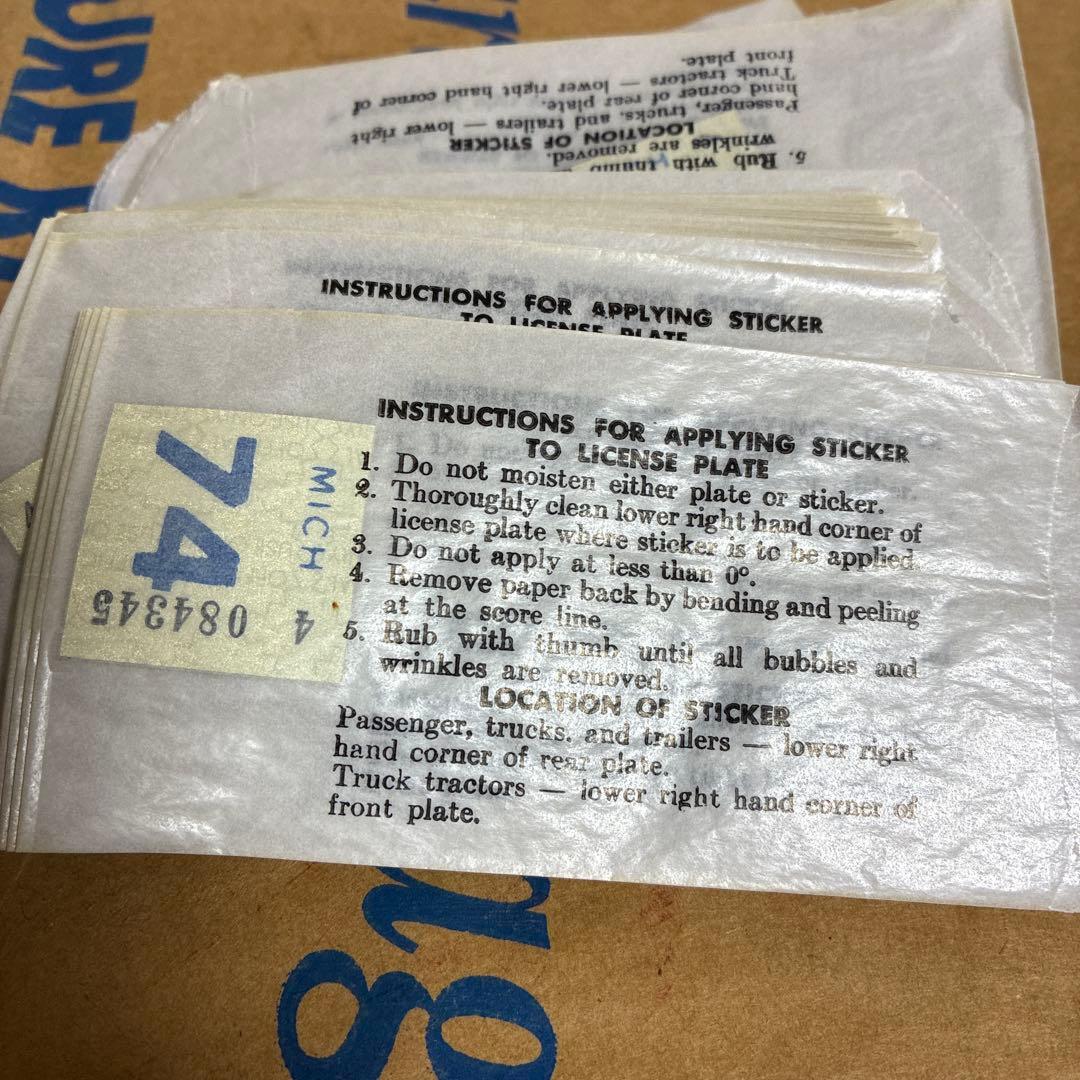 URE
front plate.
Truck tractors — lower right hand corner of
hand corner of rear plate.
Passenger, trucks. and trailers — lower right
LOCATION OF STICKER
wrinkles are removed.
5. Rub with thumb
INSTRUCTIONS FOR APPLYING STICKER
TO LICENSE PLATE
74
MICH
084345
4
INSTRUCTIONS FOR APPLYING STICKER
TO LICENSE PLATE
1. Do not moisten either plate or sticker.
2. Thoroughly clean lower right hand corner of
license plate where sticker is to be applied.
3. Do not apply at less than 0°.
4. Remove paper back by bending and peeling
at the score line.
5. Rub with thumb until all bubbles and
wrinkles are removed.
LOCATION OF STICKER
Passenger, trucks. and trailers — lower right
hand corner of rear plate.
Truck tractors — lower right hand corner of
front plate.